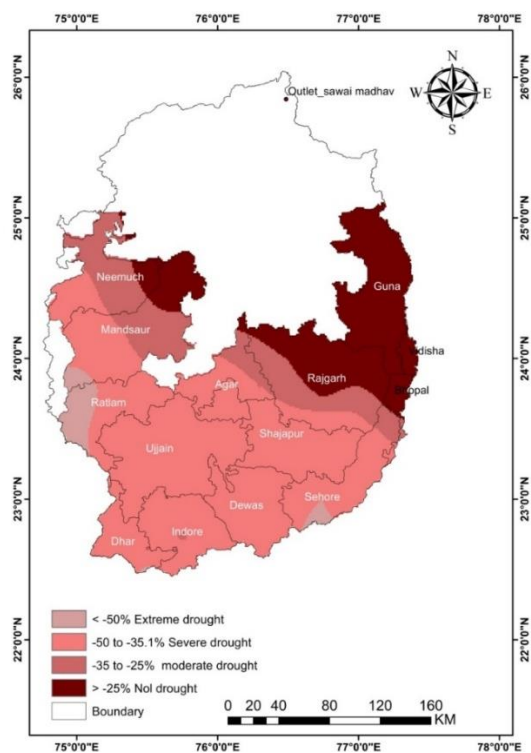 75°0'0"E 76°0'0"E 77°0'0"E 78°0'0"E
26°0'0"N
25°0'0"N
24°0'0"N
23°0'0"N
22°0'0"N
N
W E
S
Outlet_sawai madhav
26°0'0"N
25°0'0"N
24°0'0"N
23°0'0"N
22°0'0"N
Neemuch
Guna
Mandsaur
disha
Rajgarh
Agar
Ratlam
Shajapur
Ujjain
Sehore
Dewas
Indore
Dhar
< -50% Extreme drought
-50 to -35.1% Severe drought
-35 to -25% moderate drought
> -25% Nol drought
Boundary
0 20 40 80 120 160
KM
75°0'0"E 76°0'0"E 77°0'0"E 78°0'0"E